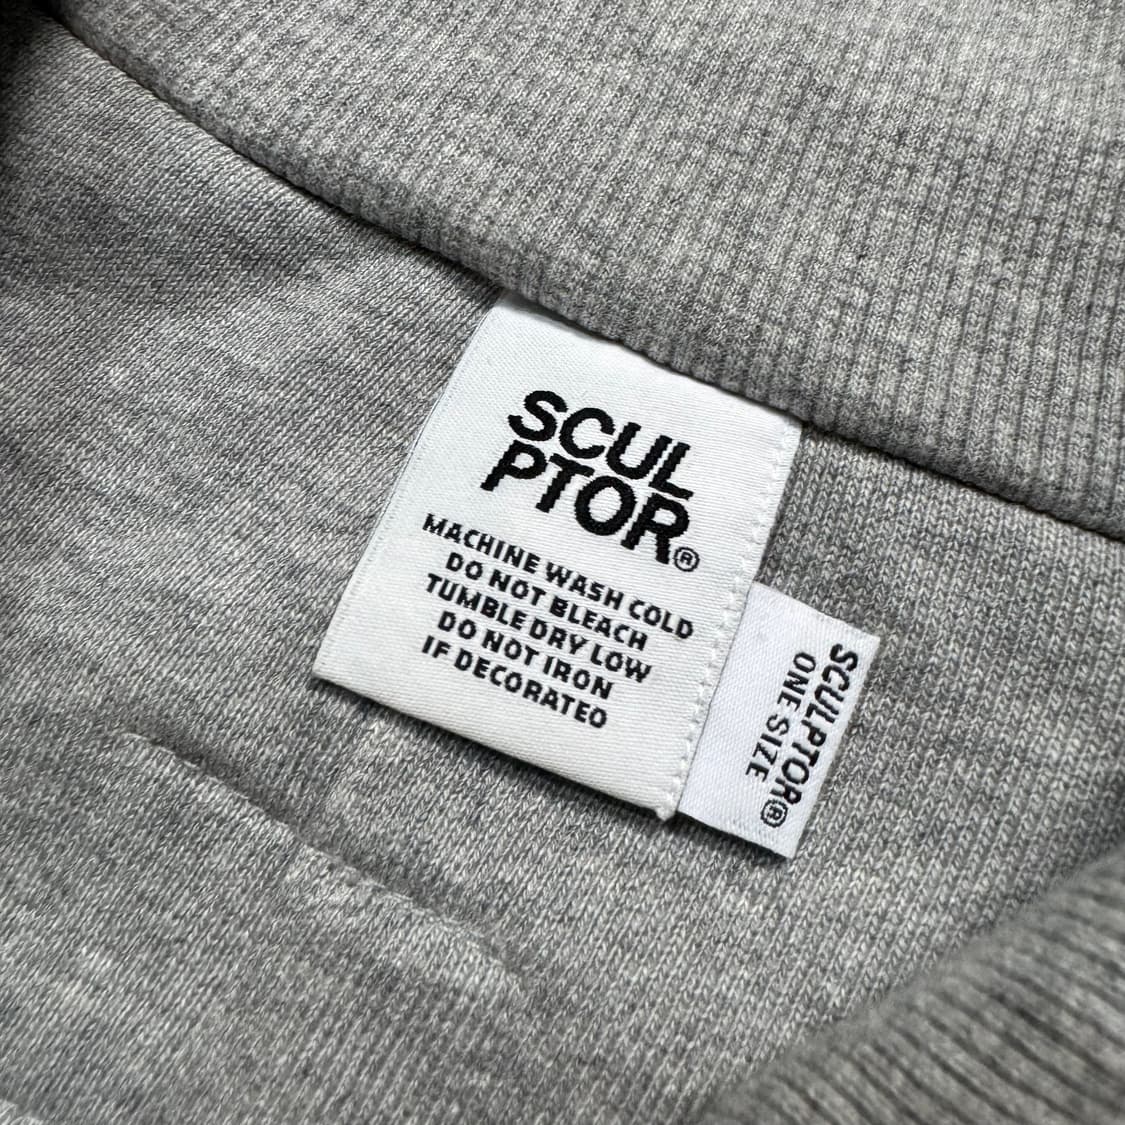 SCUL
PTOR®
MACHINE WASH COLD
DO NOT BLEACH
TUMBLE DRY LOW
DO NOT IRON
IF DECORATED
SCULPTOR®
ONE SIZE